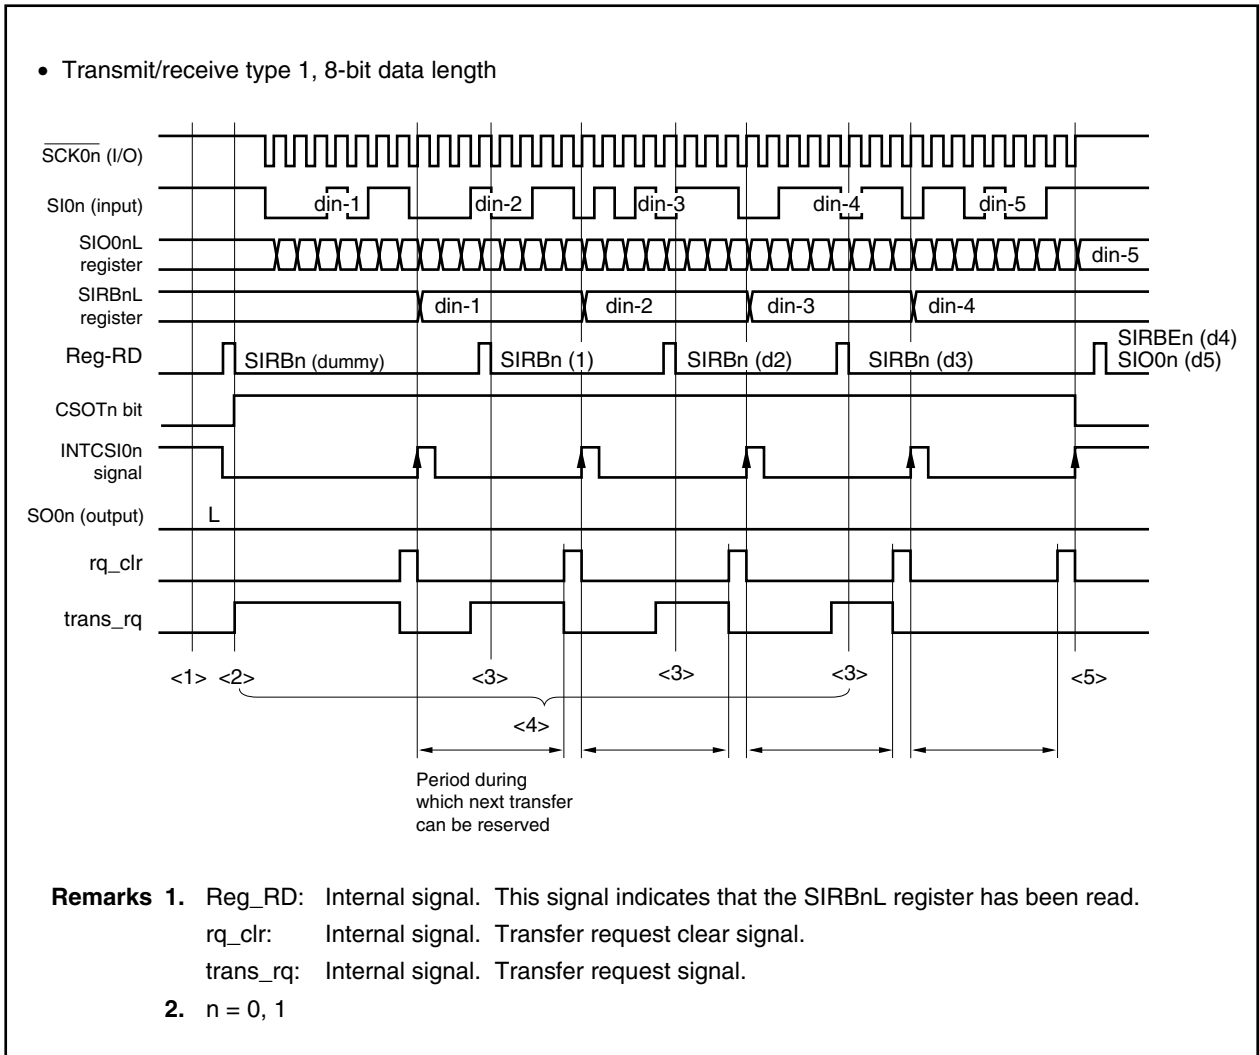 • Transmit/receive type 1, 8-bit data length
SCK0n (I/O)
SI0n (input)
din-1 din-2 din-3 din-4 din-5
SIO0nL
register
din-5
SIRBnL
register
din-1 din-2 din-3 din-4
Reg-RD
SIRBn (dummy) SIRBn (1) SIRBn (d2) SIRBn (d3)
SIRBEn (d4)
SIO0n (d5)
CSOTn bit
INTCSI0n
signal
SO0n (output) L
rq_clr
trans_rq
<1> <2> <3> <3> <3> <5>
<4>
Period during
which next transfer
can be reserved
Remarks 1. Reg_RD: Internal signal. This signal indicates that the SIRBnL register has been read.
rq_clr: Internal signal. Transfer request clear signal.
trans_rq: Internal signal. Transfer request signal.
2. n = 0, 1